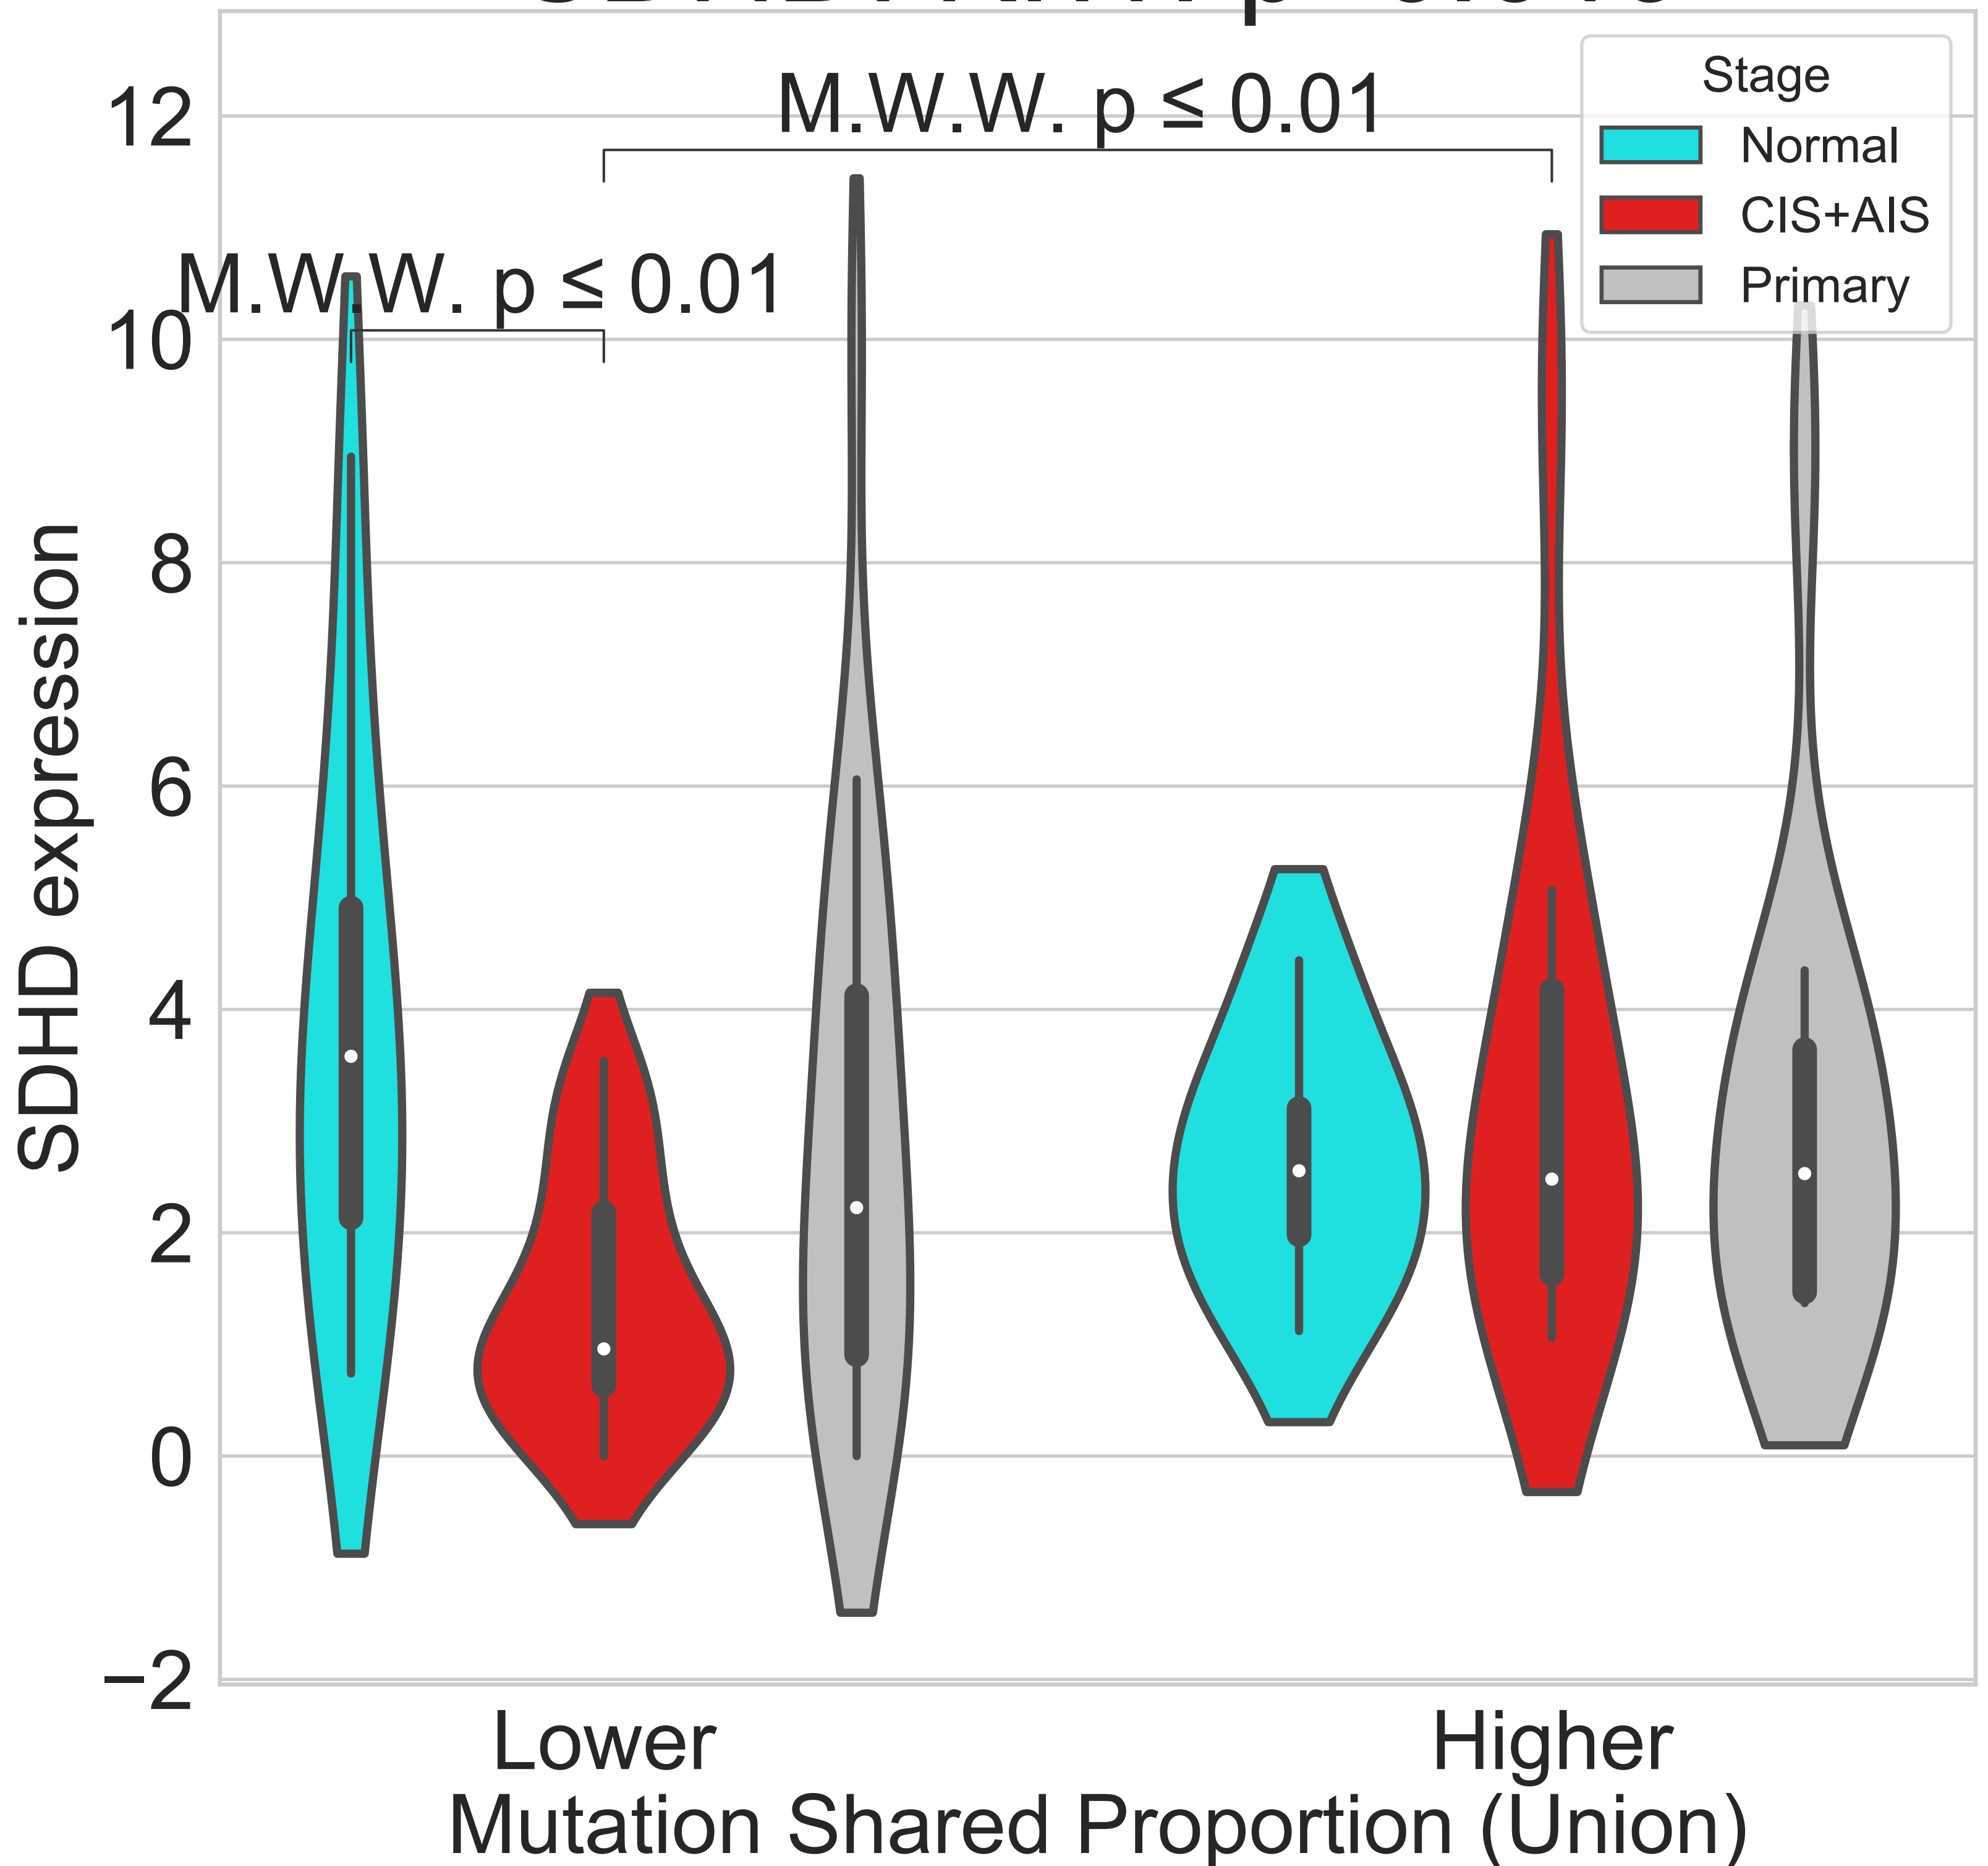 M.W.W. p ≤ 0.01
M.W.W. p ≤ 0.01
Stage
Normal
CIS+AIS
Primary
12
10
8
6
4
2
0
−2
SDHD expression
Lower
Higher
Mutation Shared Proportion (Union)